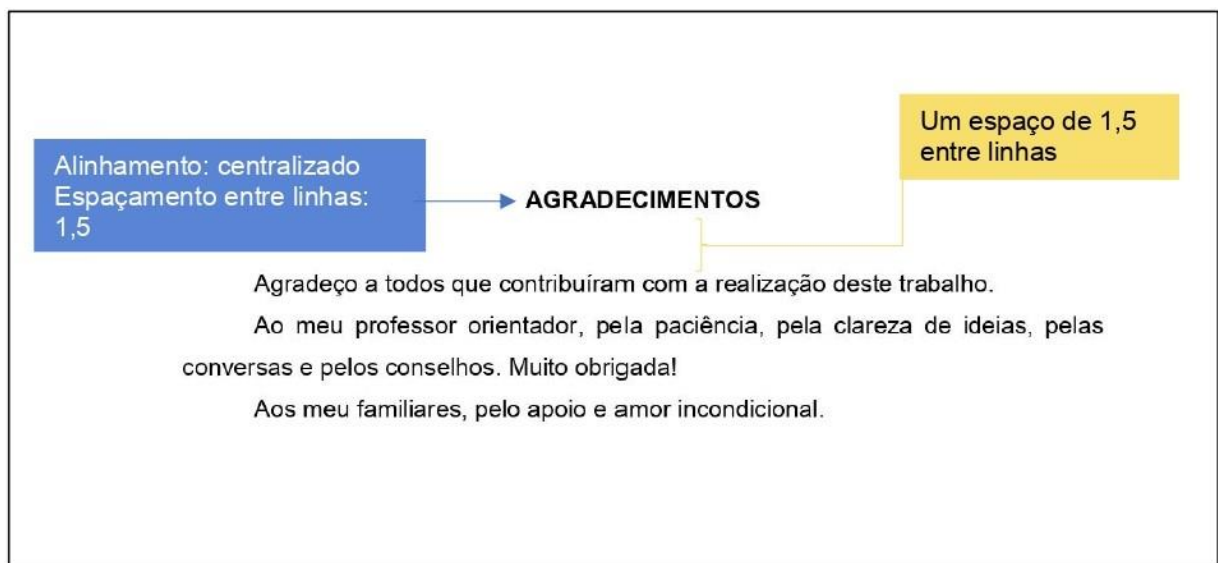 Um espaço de 1,5
entre linhas
Alinhamento: centralizado
Espaçamento entre linhas:
1,5
AGRADECIMENTOS
Agradeço a todos que contribuíram com a realização deste trabalho.
Ao meu professor orientador, pela paciência, pela clareza de ideias, pelas
conversas e pelos conselhos. Muito obrigada!
Aos meu familiares, pelo apoio e amor incondicional.